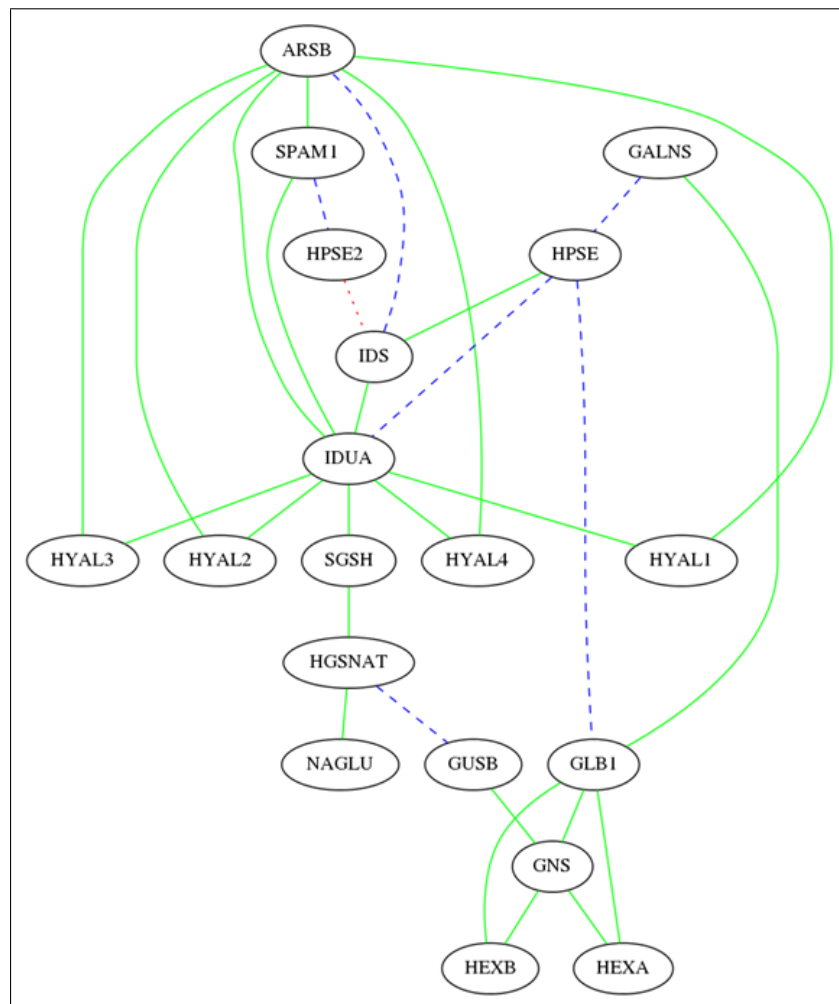 ARSB
SPAM1
GALNS
HPSE2
HPSE
IDS
IDUA
HYAL3
HYAL2
SGSH
HYAL4
HYAL1
HGSNAT
NAGLU
GUSB
GLB1
GNS
HEXB
HEXA